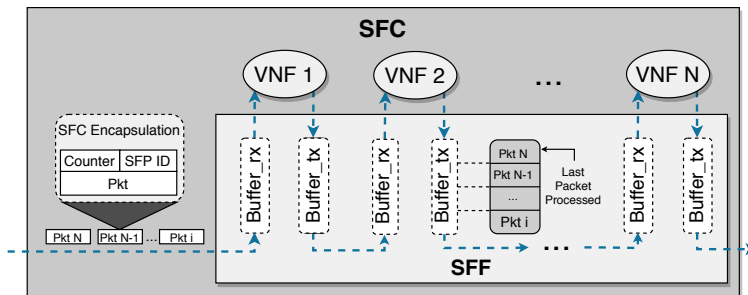 SFC
VNF 1
VNF 2
...
VNF N
SFC Encapsulation
Counter
SFP ID
Pkt
Pkt N
Pkt N-1
...
Pkt i
Buffer_rx
Buffer_tx
Buffer_rx
Buffer_tx
Pkt N
Pkt N-1
...
Pkt i
Last
Packet
Processed
Buffer_rx
Buffer_tx
...
SFF